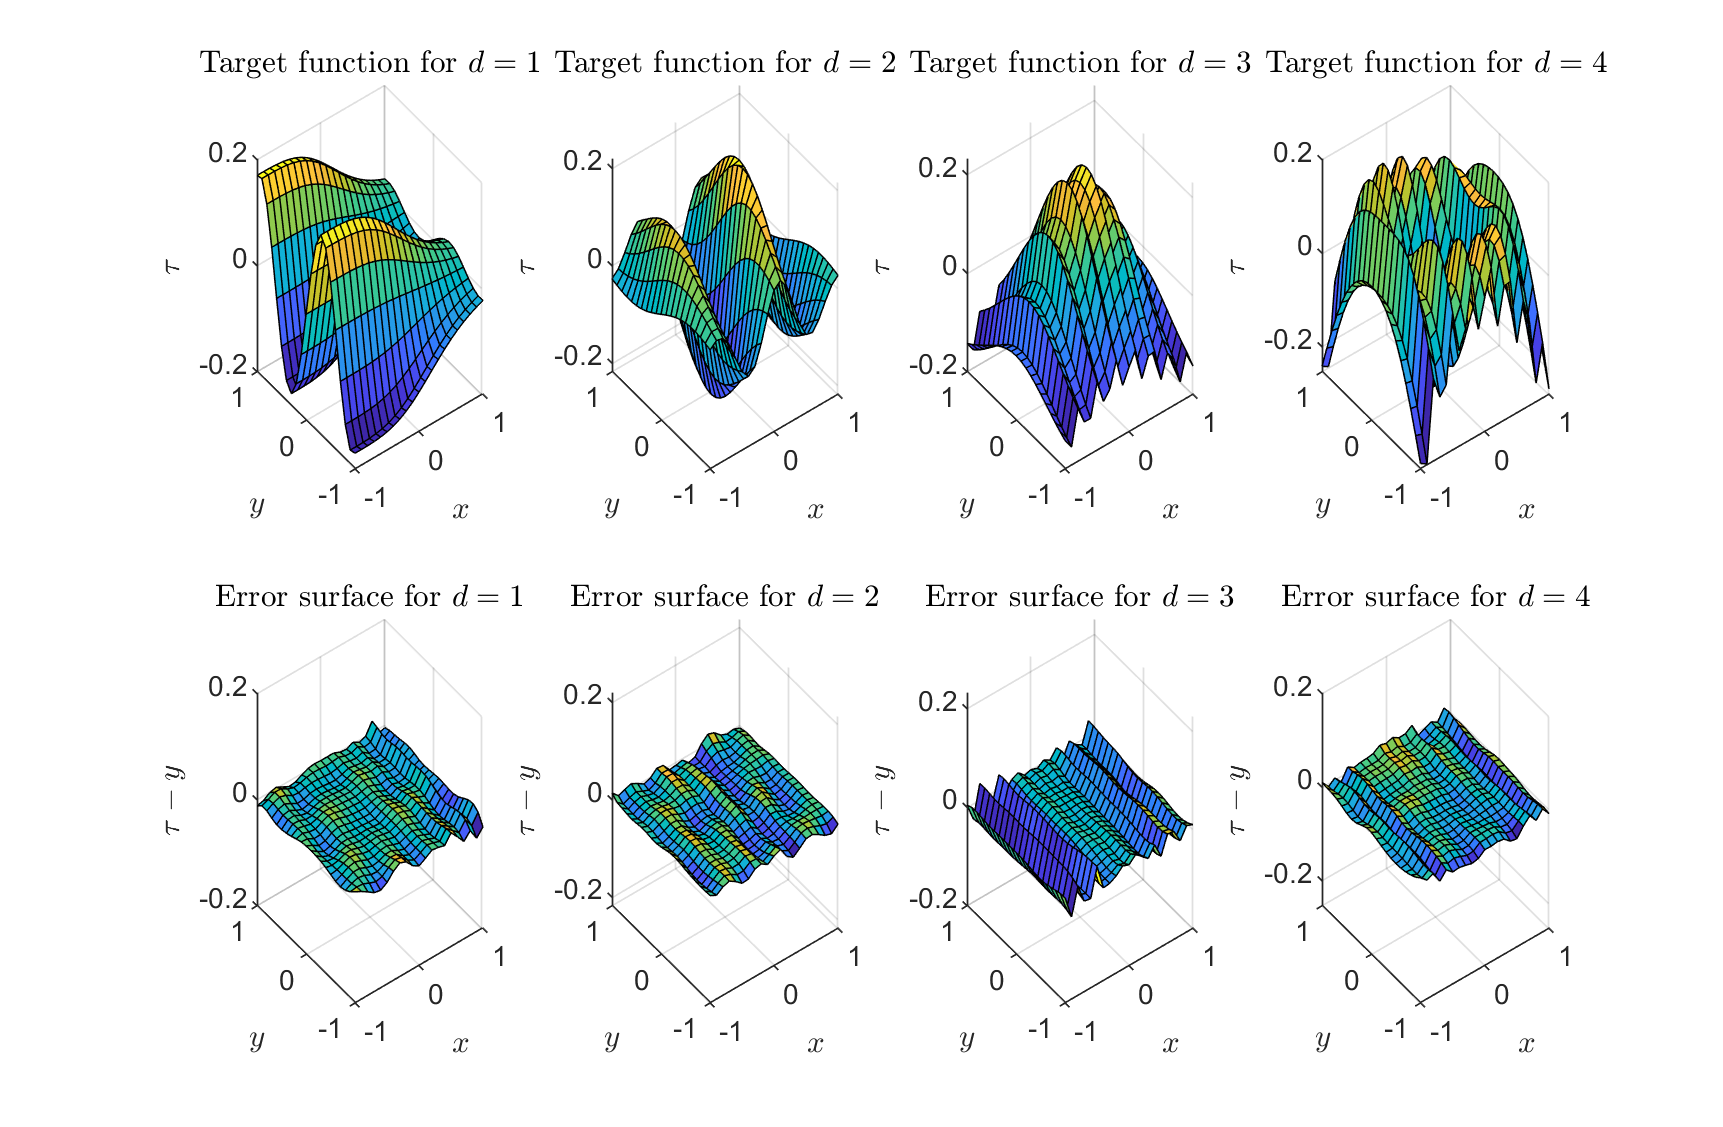 Target function for d = 1 Target function for d = 2 Target function for d = 3 Target function for d = 4
0.2 0.2 0.2 0.2
τ 0 τ 0 τ 0 τ 0
-0.2 -0.2 -0.2 -0.2
1 1 1 1 1 1 1 1
0 0 0 0 0 0 0 0
-1 -1 -1 -1 -1 -1 -1 -1
y x y x y x y x
Error surface for d = 1 Error surface for d = 2 Error surface for d = 3 Error surface for d = 4
0.2 0.2 0.2 0.2
τ − y 0 τ − y 0 τ − y 0 τ − y 0
-0.2 -0.2 -0.2 -0.2
1 1 1 1 1 1 1 1
0 0 0 0 0 0 0 0
-1 -1 -1 -1 -1 -1 -1 -1
y x y x y x y x